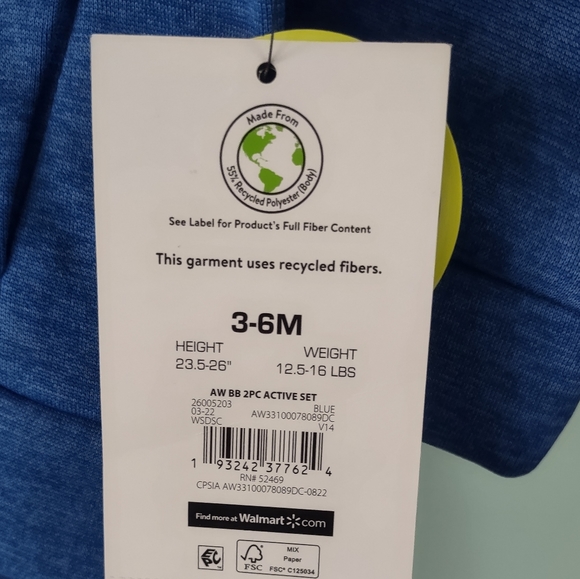 Made From
55% Recycled Polyester (Body)
See Label for Product's Full Fiber Content
This garment uses recycled fibers.
3-6M
HEIGHT WEIGHT
23.5-26" 12.5-16 LBS
AW BB 2PC ACTIVE SET
26005203 BLUE
03-22 AW33100078089DC
WSDSC V14
1 93242 37762 4
RN# 52469
CPSIA AW33100078089DC-0822
Find more at Walmart.com
EPC
FSC
MIX
Paper
FSC® C125034